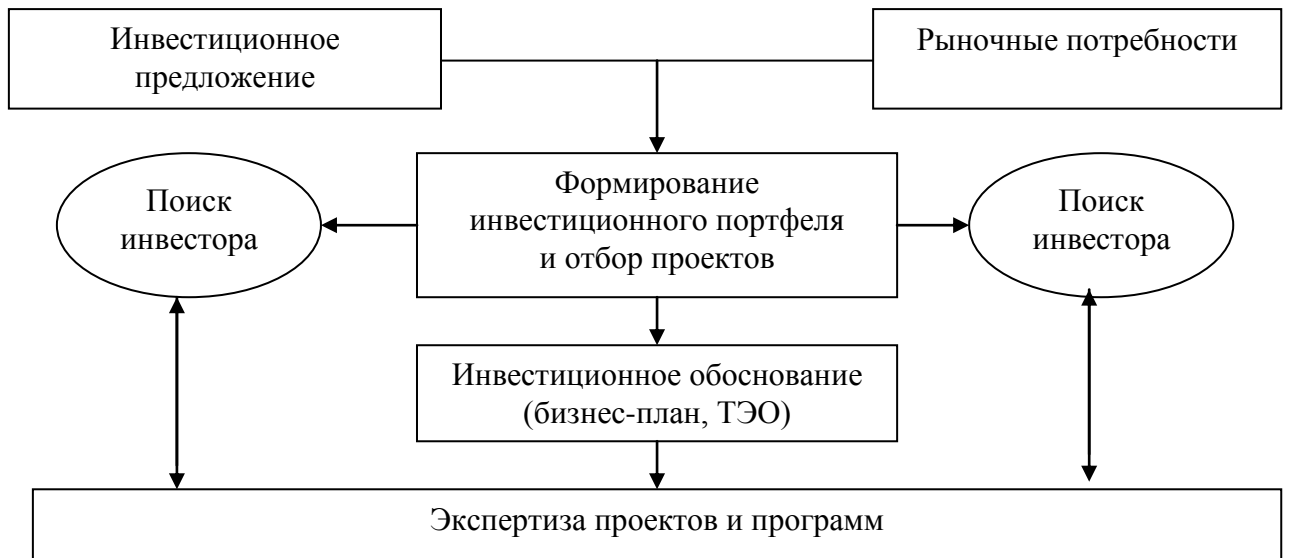 Инвестиционное
предложение
Рыночные потребности
Поиск
инвестора
Формирование
инвестиционного портфеля
и отбор проектов
Поиск
инвестора
Инвестиционное обоснование
(бизнес-план, ТЭО)
Экспертиза проектов и программ